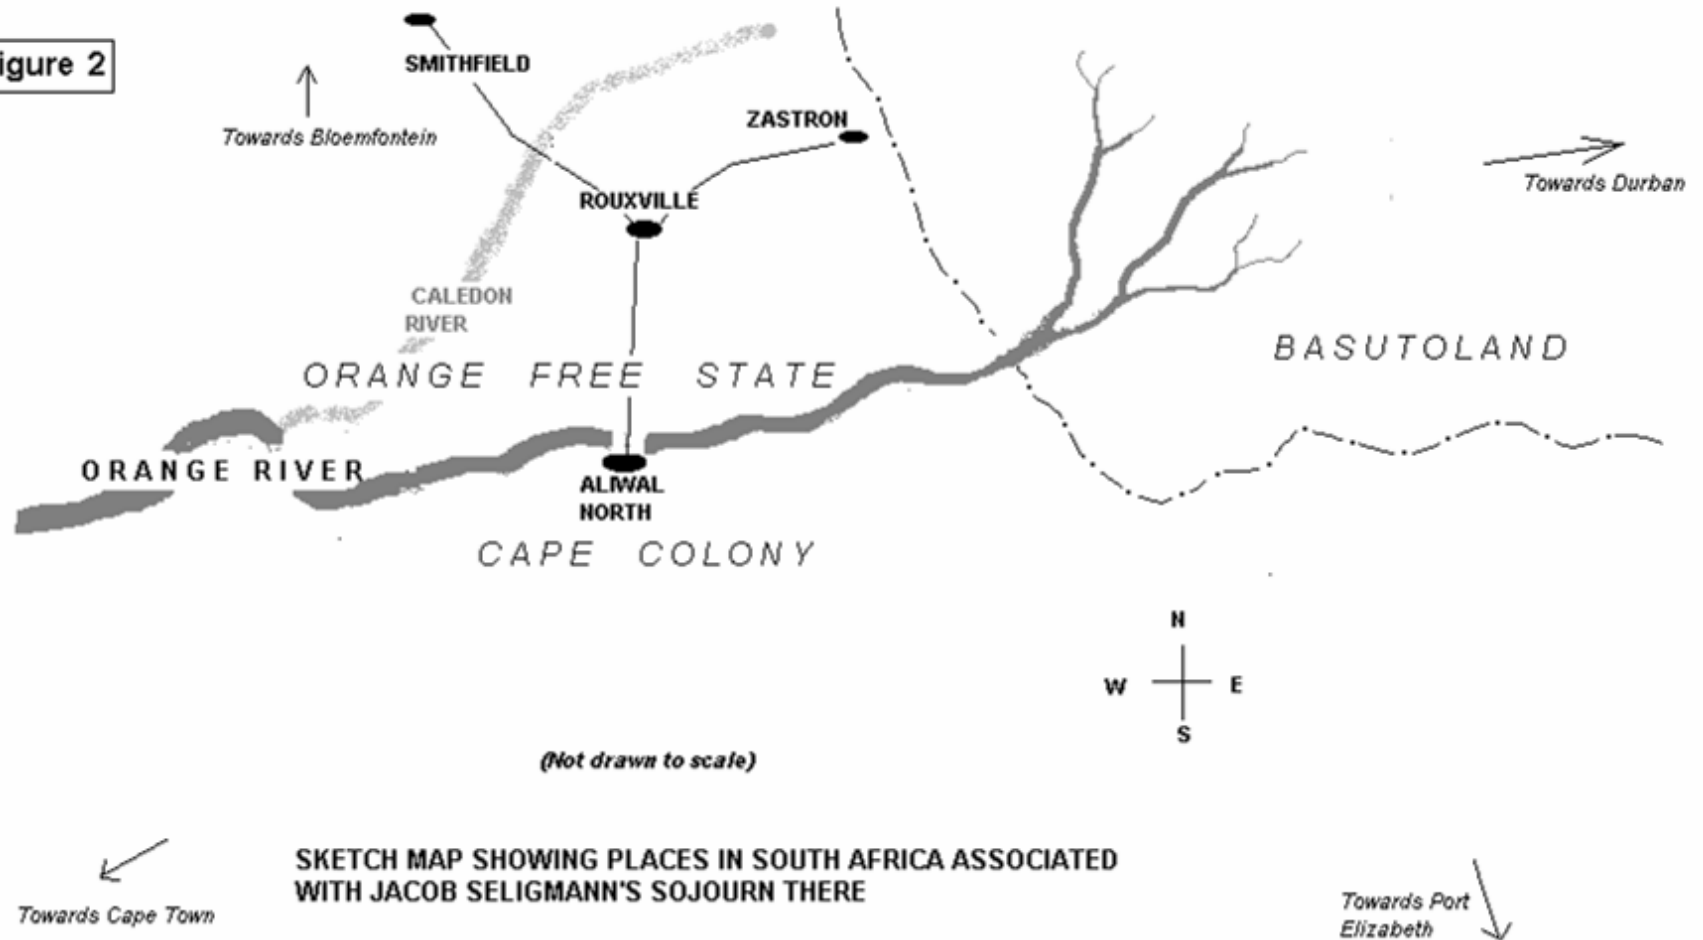 igure 2
SMITHFIELD
Towards Bloemfontein
ZASTRON
Towards Durban
ROUXVILLE
CALEDON
RIVER
ORANGE FREE STATE
BASUTOLAND
ORANGE RIVER
ALIWAL
NORTH
CAPE COLONY
N
W E
S
(Not drawn to scale)
SKETCH MAP SHOWING PLACES IN SOUTH AFRICA ASSOCIATED
WITH JACOB SELIGMANN'S SOJOURN THERE
Towards Cape Town
Towards Port
Elizabeth